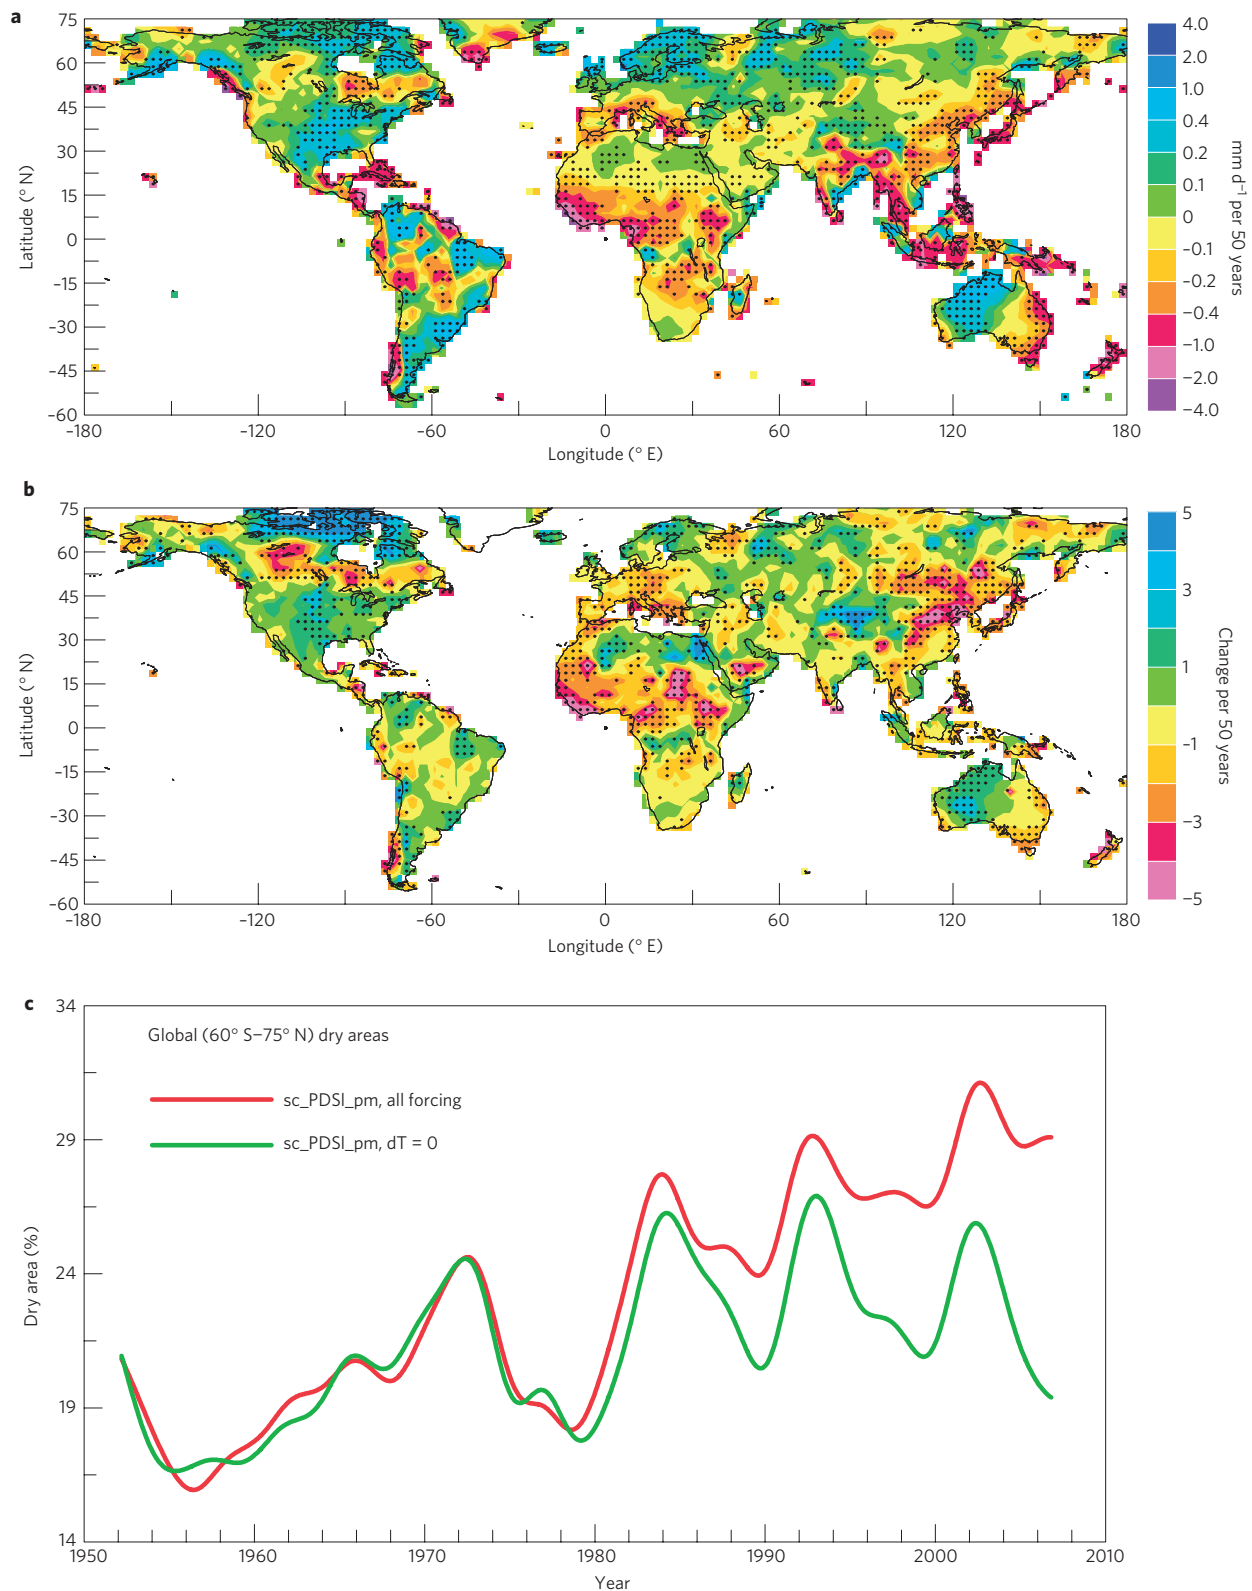 a
75
60
45
30
15
0
-15
-30
-45
-60
Latitude (° N)
-180 -120 -60 0 60 120 180
Longitude (° E)
4.0
2.0
1.0
0.4
0.2
0.1
0
-0.1
-0.2
-0.4
-1.0
-2.0
-4.0
mm d⁻¹ per 50 years
b
75
60
45
30
15
0
-15
-30
-45
-60
Latitude (° N)
-180 -120 -60 0 60 120 180
Longitude (° E)
5
3
1
-1
-3
-5
Change per 50 years
c
34
29
24
19
14
Dry area (%)
Global (60° S–75° N) dry areas
sc_PDSI_pm, all forcing
sc_PDSI_pm, dT = 0
1950 1960 1970 1980 1990 2000 2010
Year